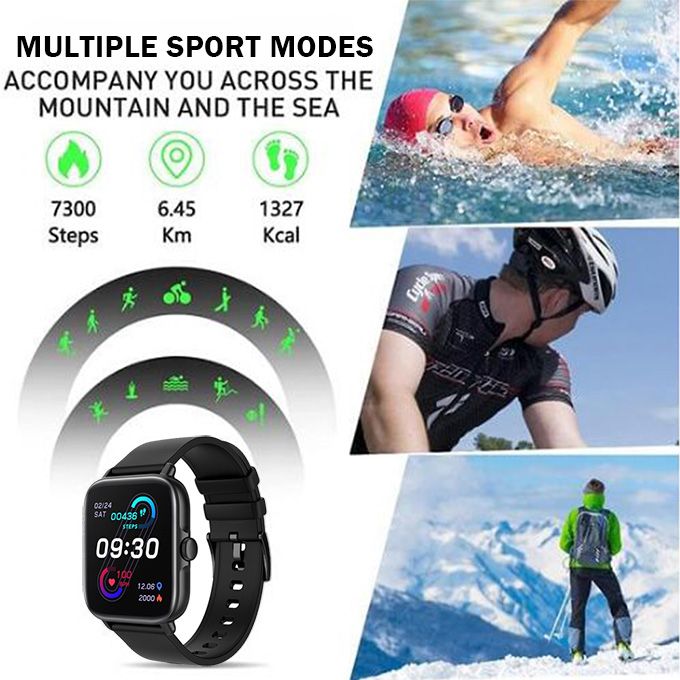 MULTIPLE SPORT MODES
ACCOMPANY YOU ACROSS THE
MOUNTAIN AND THE SEA
7300
Steps
6.45
Km
1327
Kcal
02/24
SAT
00436
STEPS
09:30
100
12.06
2000